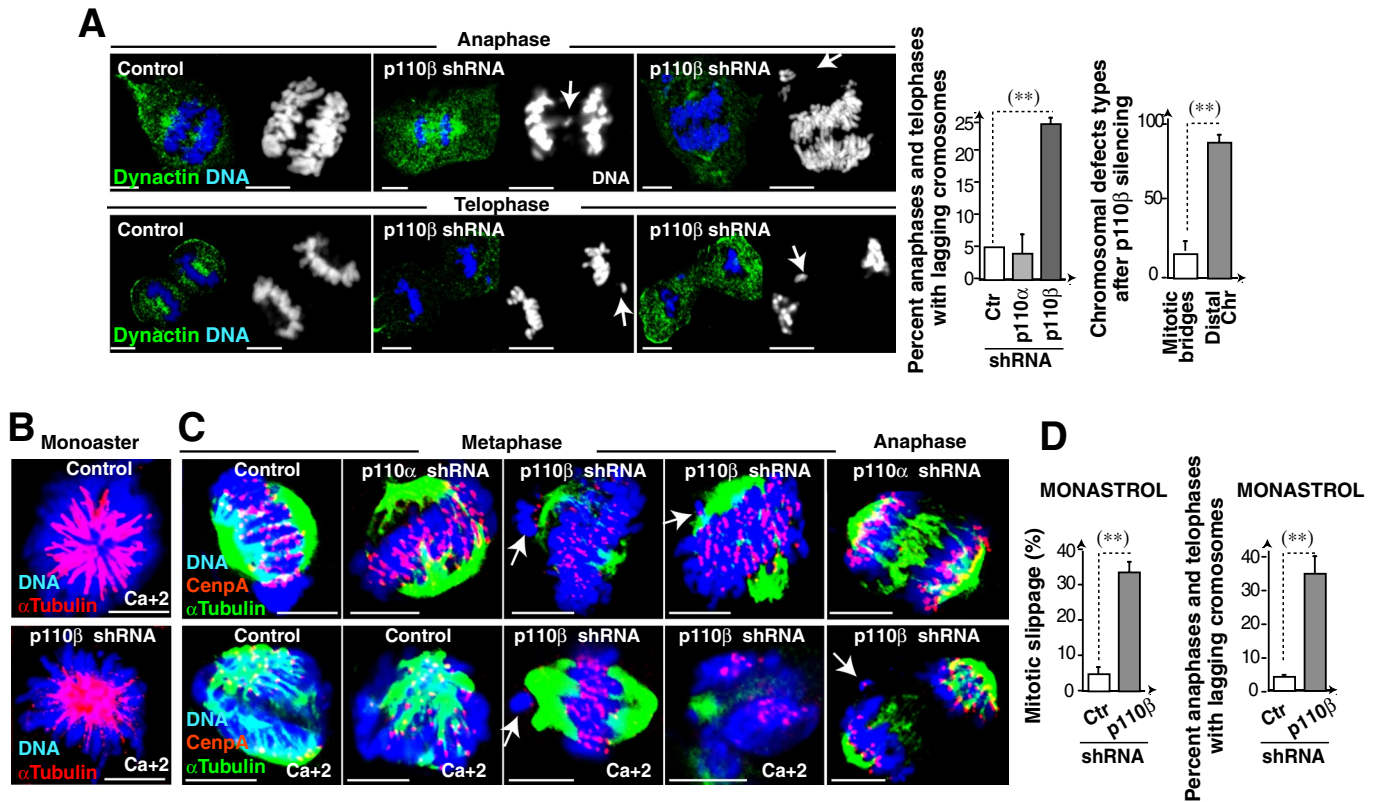 A
Anaphase
Control
p110β shRNA
p110β shRNA
Dynactin DNA
DNA
Telophase
Control
p110β shRNA
p110β shRNA
Dynactin DNA
Percent anaphases and telophases
with lagging cromosomes
(**)
25
20
15
10
5
0
Ctr
p110α
p110β
shRNA
Chromosomal defects types
after p110β silencing
(**)
100
50
0
Mitotic
bridges
Distal
Chr
B
Monoaster
Control
DNA
αTubulin
Ca+2
p110β shRNA
DNA
αTubulin
Ca+2
C
Metaphase
Anaphase
Control
p110α shRNA
p110β shRNA
p110β shRNA
p110α shRNA
DNA
CenpA
αTubulin
Control
Control
p110β shRNA
p110β shRNA
p110β shRNA
DNA
CenpA
αTubulin
Ca+2
Ca+2
Ca+2
Ca+2
D
MONASTROL
Mitotic slippage (%)
(**)
40
30
20
10
0
Ctr
p110β
shRNA
MONASTROL
Percent anaphases and telophases
with lagging cromosomes
(**)
40
30
20
10
0
Ctr
p110β
shRNA